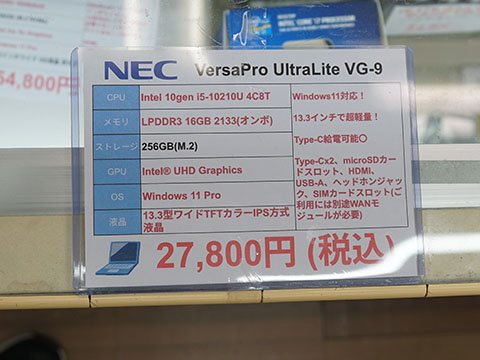 54,800円
NEC VersaPro UltraLite VG-9
CPU Intel 10gen i5-10210U 4C8T
メモリ LPDDR3 16GB 2133(オンボ)
ストレージ 256GB(M.2)
GPU Intel® UHD Graphics
OS Windows 11 Pro
液晶 13.3型ワイドTFTカラーIPS方式
液晶
Windows11対応!
13.3インチで超軽量!
Type-C給電可能〇
Type-Cx2、microSDカー
ドスロット、HDMI、
USB-A、ヘッドホンジャッ
ク、SIMカードスロット(ご利
用には別途WANモ
ジュールが必要)
27,800円 (税込)